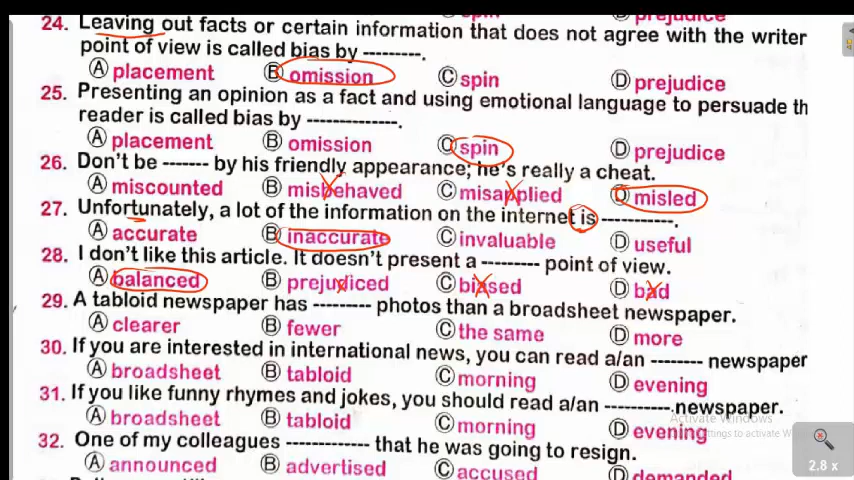 24. Leaving out facts or certain information that does not agree with the writer
point of view is called bias by ---------.
Ⓐ placement Ⓑ omission Ⓒ spin Ⓓ prejudice
25. Presenting an opinion as a fact and using emotional language to persuade th
reader is called bias by --------------.
Ⓐ placement Ⓑ omission Ⓒ spin Ⓓ prejudice
26. Don't be ------- by his friendly appearance; he's really a cheat.
Ⓐ miscounted Ⓑ misbehaved Ⓒ misapplied Ⓓ misled
27. Unfortunately, a lot of the information on the internet is -----------.
Ⓐ accurate Ⓑ inaccurate Ⓒ invaluable Ⓓ useful
28. I don't like this article. It doesn't present a --------- point of view.
Ⓐ balanced Ⓑ prejudiced Ⓒ biased Ⓓ bad
29. A tabloid newspaper has --------- photos than a broadsheet newspaper.
Ⓐ clearer Ⓑ fewer Ⓒ the same Ⓓ more
30. If you are interested in international news, you can read a/an -------- newspaper
Ⓐ broadsheet Ⓑ tabloid Ⓒ morning Ⓓ evening
31. If you like funny rhymes and jokes, you should read a/an ---------- newspaper.
Ⓐ broadsheet Ⓑ tabloid Ⓒ morning Ⓓ evening
Activate Windows
32. One of my colleagues ------------- that he was going to resign.
Ⓐ announced Ⓑ advertised Ⓒ accused Ⓓ demanded
2.8 x